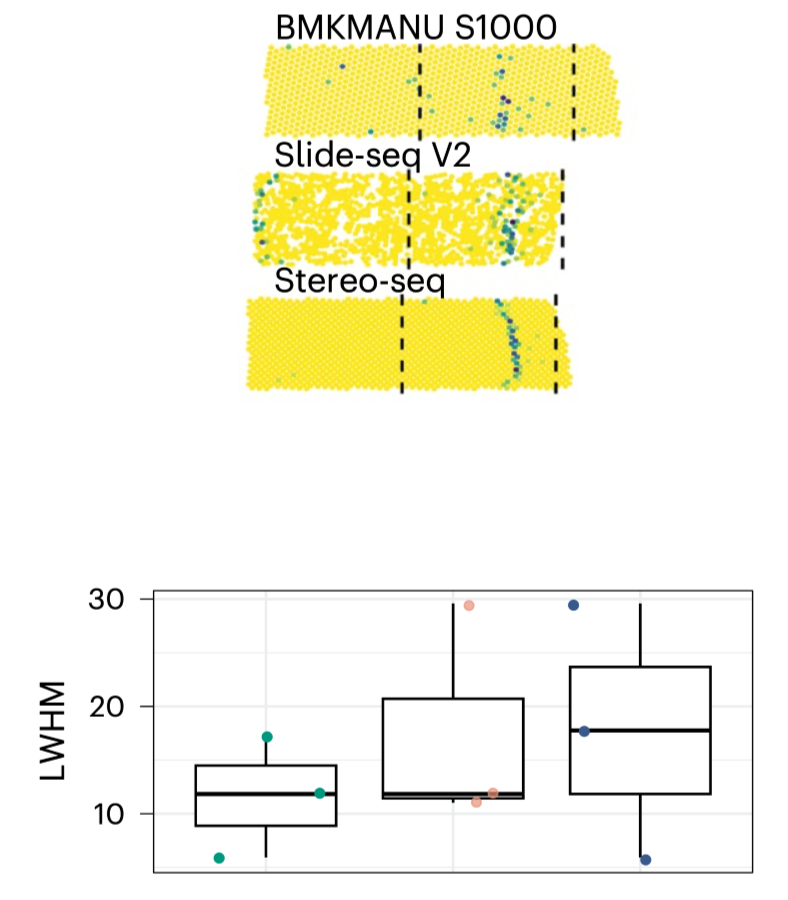 BMKMANU S1000
Slide-seq V2
Stereo-seq
30
20
10
LWHM